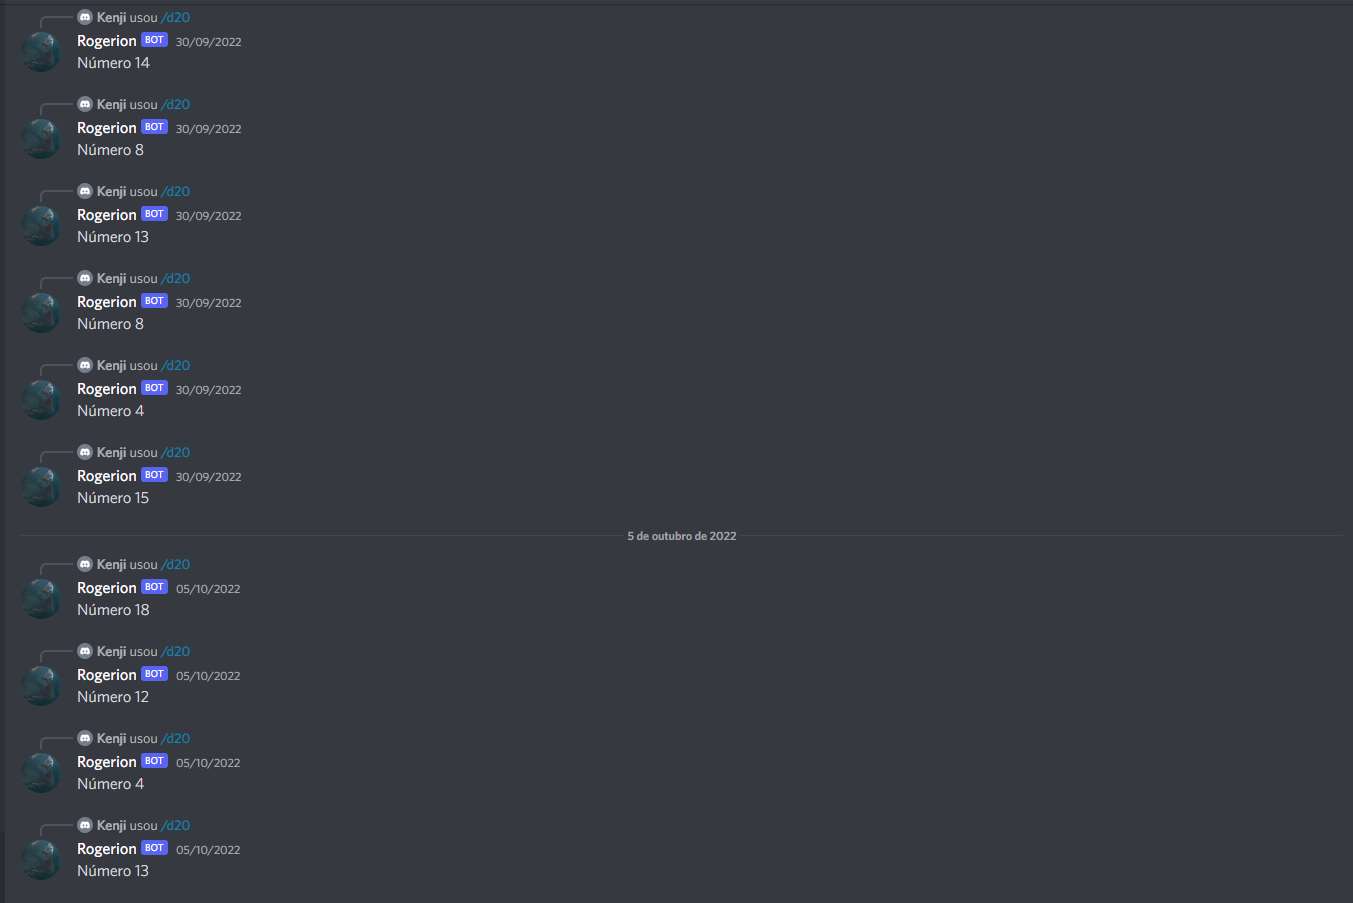 Kenji usou /d20
Rogerion BOT 30/09/2022
Número 14
Kenji usou /d20
Rogerion BOT 30/09/2022
Número 8
Kenji usou /d20
Rogerion BOT 30/09/2022
Número 13
Kenji usou /d20
Rogerion BOT 30/09/2022
Número 8
Kenji usou /d20
Rogerion BOT 30/09/2022
Número 4
Kenji usou /d20
Rogerion BOT 30/09/2022
Número 15
5 de outubro de 2022
Kenji usou /d20
Rogerion BOT 05/10/2022
Número 18
Kenji usou /d20
Rogerion BOT 05/10/2022
Número 12
Kenji usou /d20
Rogerion BOT 05/10/2022
Número 4
Kenji usou /d20
Rogerion BOT 05/10/2022
Número 13